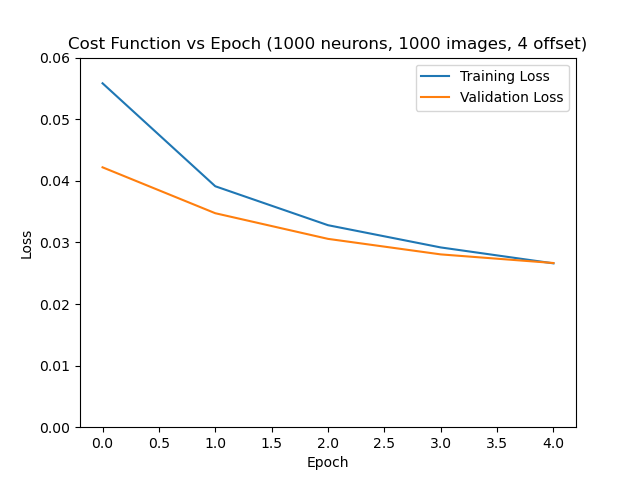 Cost Function vs Epoch (1000 neurons, 1000 images, 4 offset)
Training Loss
Validation Loss
0.06
0.05
0.04
0.03
0.02
0.01
0.00
Loss
0.0 0.5 1.0 1.5 2.0 2.5 3.0 3.5 4.0
Epoch